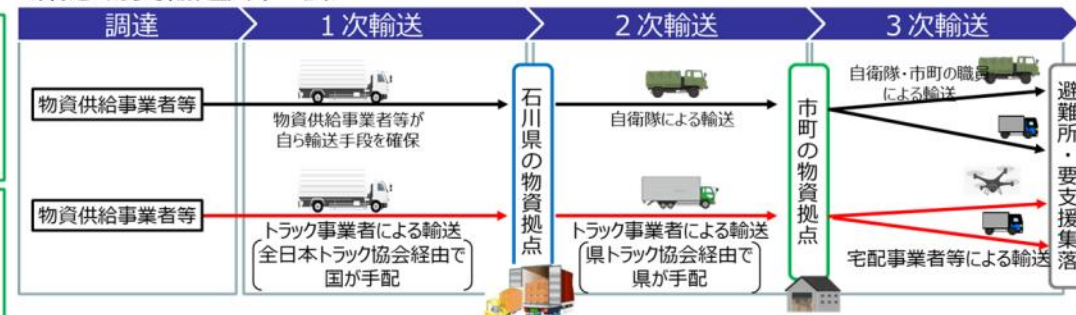 調達
1次輸送
2次輸送
3次輸送
物資供給事業者等
物資供給事業者等が
自ら輸送手段を確保
石川県の物資拠点
自衛隊による輸送
市町の物資拠点
自衛隊・市町の職員
による輸送
避難所・要支援集落
物資供給事業者等
トラック事業者による輸送
全日本トラック協会経由で
国が手配
トラック事業者による輸送
県トラック協会経由で
県が手配
宅配事業者等による輸送